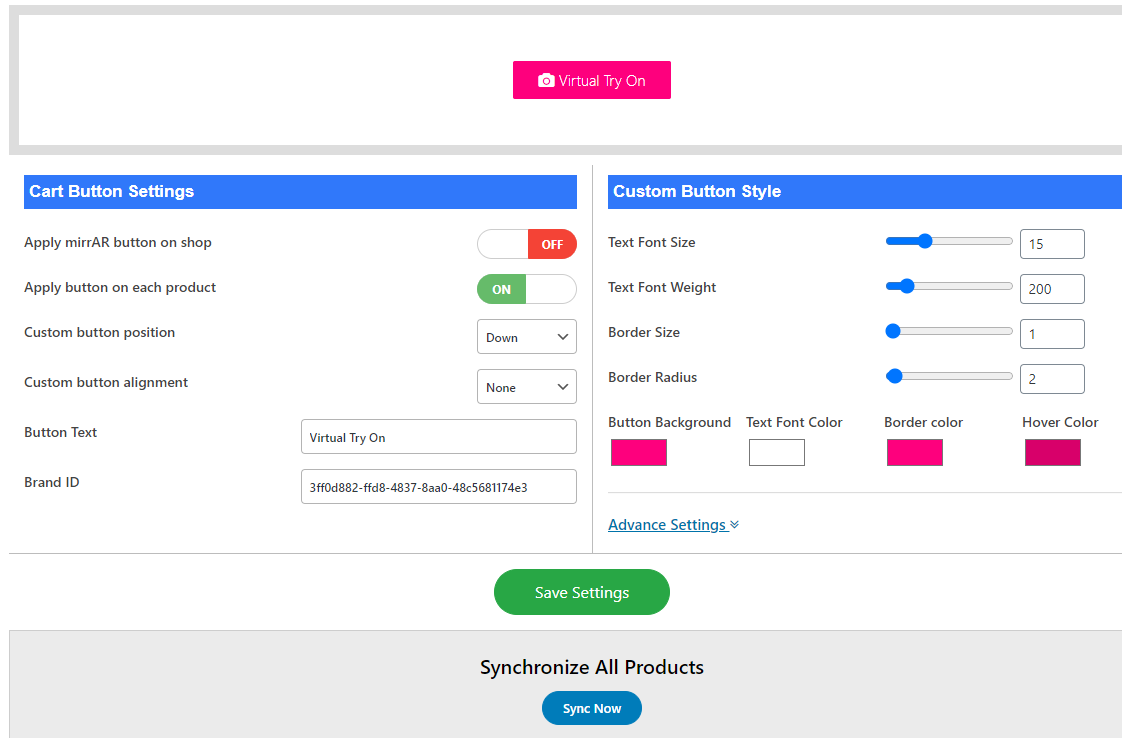 Virtual Try On
Cart Button Settings
Apply mirrAR button on shop
OFF
Apply button on each product
ON
Custom button position
Down
Custom button alignment
None
Button Text
Virtual Try On
Brand ID
3ff0d882-ffd8-4837-8aa0-48c5681174e3
Custom Button Style
Text Font Size
15
Text Font Weight
200
Border Size
1
Border Radius
2
Button Background Text Font Color Border color Hover Color
Advance Settings
Save Settings
Synchronize All Products
Sync Now